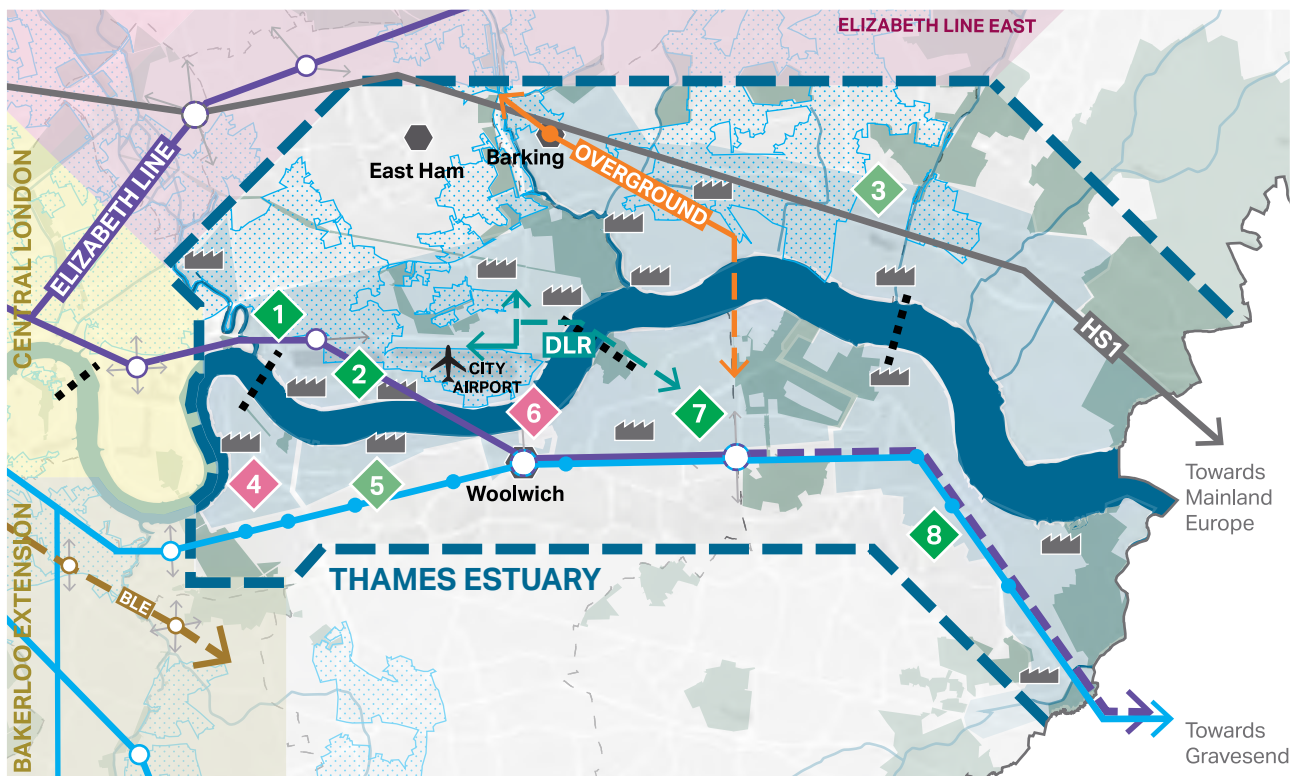 ELIZABETH LINE EAST
CENTRAL LONDON
ELIZABETH LINE
East Ham
Barking
OVERGROUND
3
1
2
DLR
CITY
AIRPORT
HS1
6
7
4
5
Woolwich
8
Towards
Mainland
Europe
BAKERLOO EXTENSION
BLE
THAMES ESTUARY
Towards
Gravesend